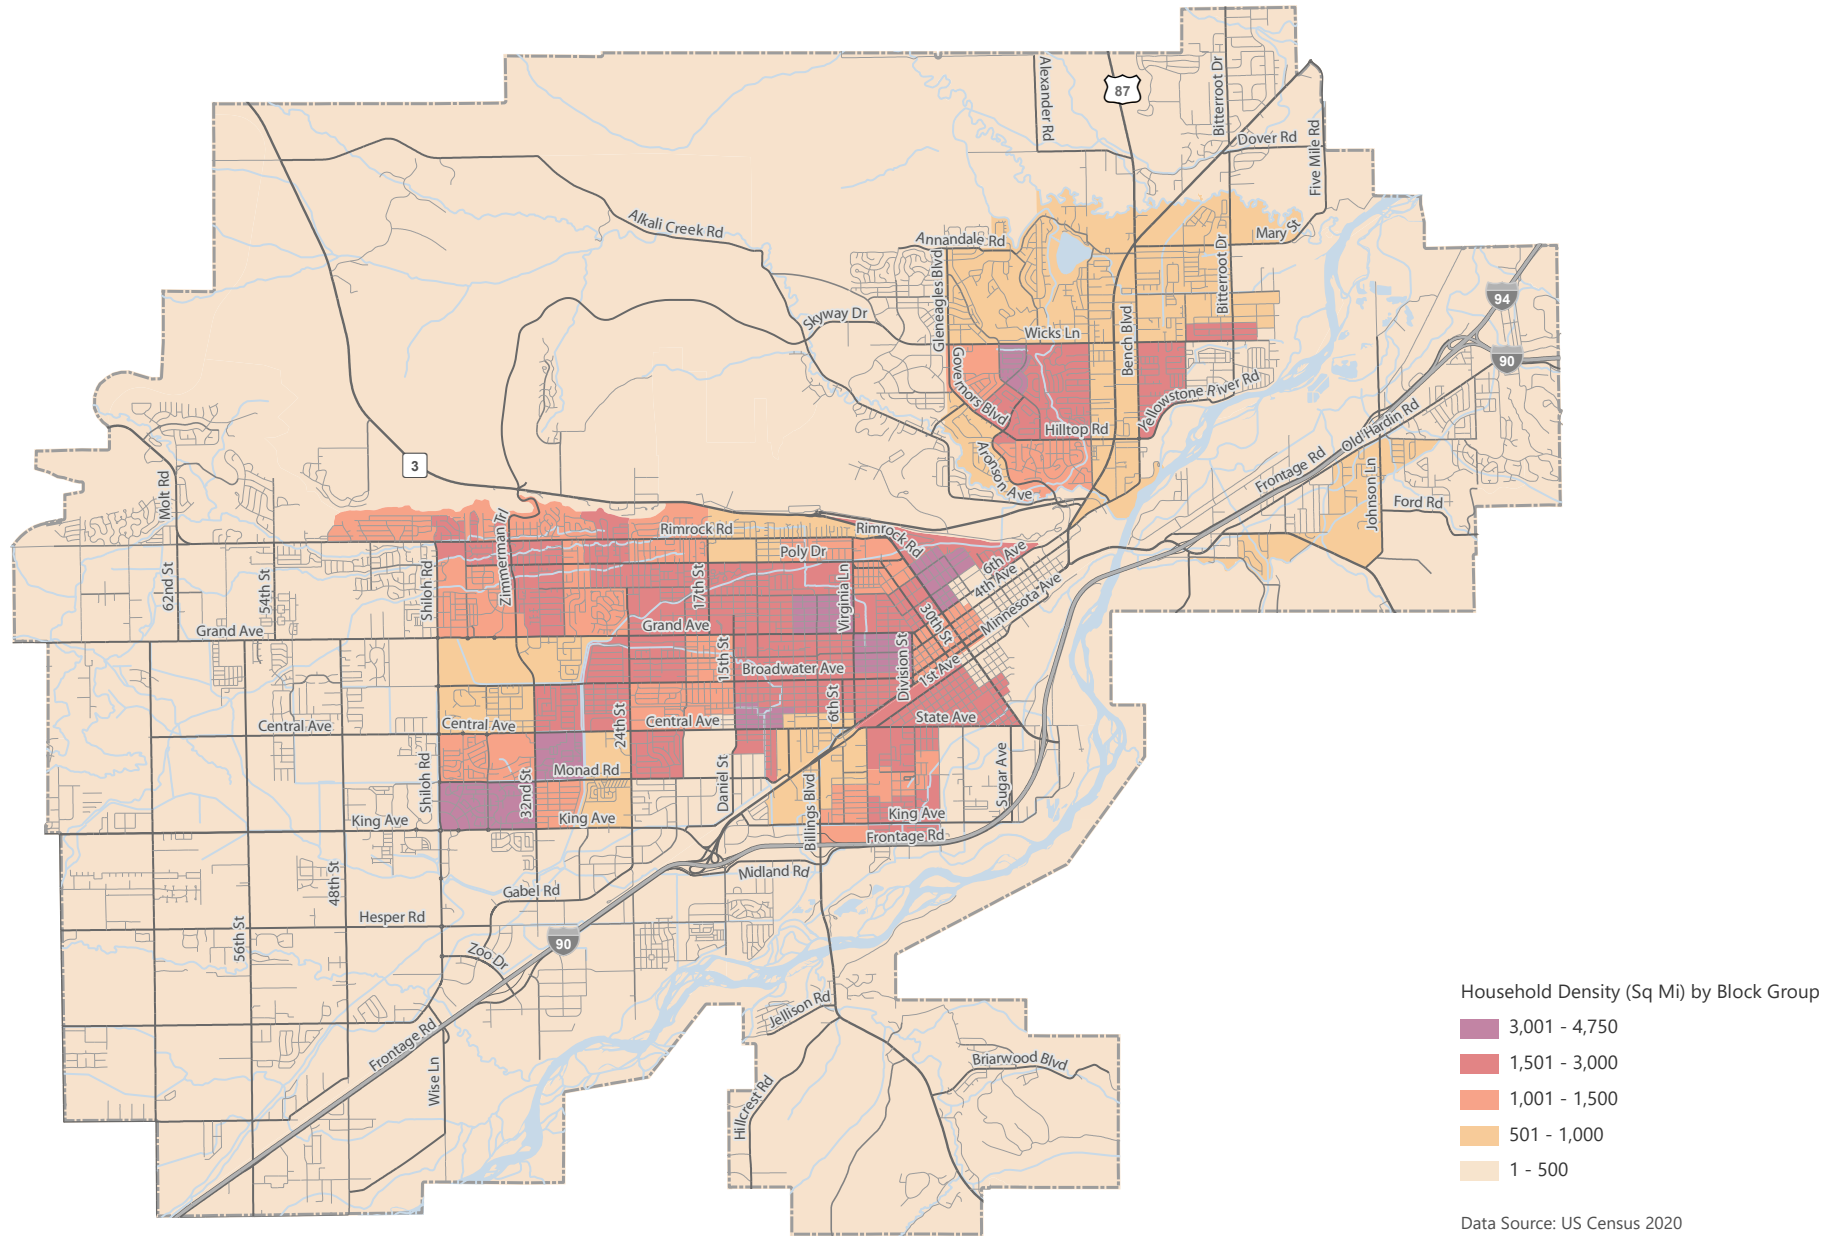 Alexander Rd
87
Bitterroot Dr
Dover Rd
Five Mile Rd
Alkali Creek Rd
Annandale Rd
Mary St
Gleneagles Blvd
Bitterroot Dr
94
Skyway Dr
Wicks Ln
Bench Blvd
90
Governors Blvd
Yellowstone River Rd
Hilltop Rd
Old Hardin Rd
3
Aronson Ave
Frontage Rd
Johnson Ln
Ford Rd
Molt Rd
Zimmerman Trl
Rimrock Rd
Rimrock Rd
Poly Dr
6th Ave
4th Ave
Minnesota Ave
62nd St
54th St
Shiloh Rd
17th St
Virginia Ln
30th St
Grand Ave
Grand Ave
15th St
Broadwater Ave
Division St
1st Ave
6th St
Central Ave
Central Ave
24th St
Central Ave
State Ave
Shiloh Rd
32nd St
Monad Rd
Daniel St
Billings Blvd
Sugar Ave
King Ave
King Ave
King Ave
Frontage Rd
48th St
Gabel Rd
Midland Rd
Hesper Rd
56th St
90
Zoo Dr
Jellison Rd
Frontage Rd
Wise Ln
Briarwood Blvd
Hillcrest Rd
Household Density (Sq Mi) by Block Group
3,001 - 4,750
1,501 - 3,000
1,001 - 1,500
501 - 1,000
1 - 500
Data Source: US Census 2020